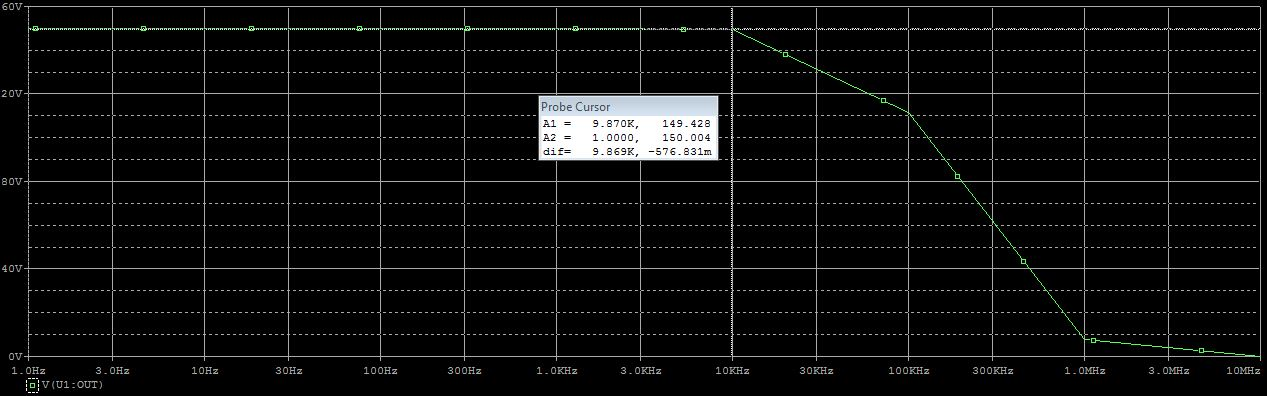 60V
20V
80V
40V
0V
Probe Cursor
A1 = 9.870K, 149.428
A2 = 1.0000, 150.004
dif= 9.869K, -576.831m
1.0Hz 3.0Hz 10Hz 30Hz 100Hz 300Hz 1.0KHz 3.0KHz 10KHz 30KHz 100KHz 300KHz 1.0MHz 3.0MHz 10MHz
V(U1:OUT)